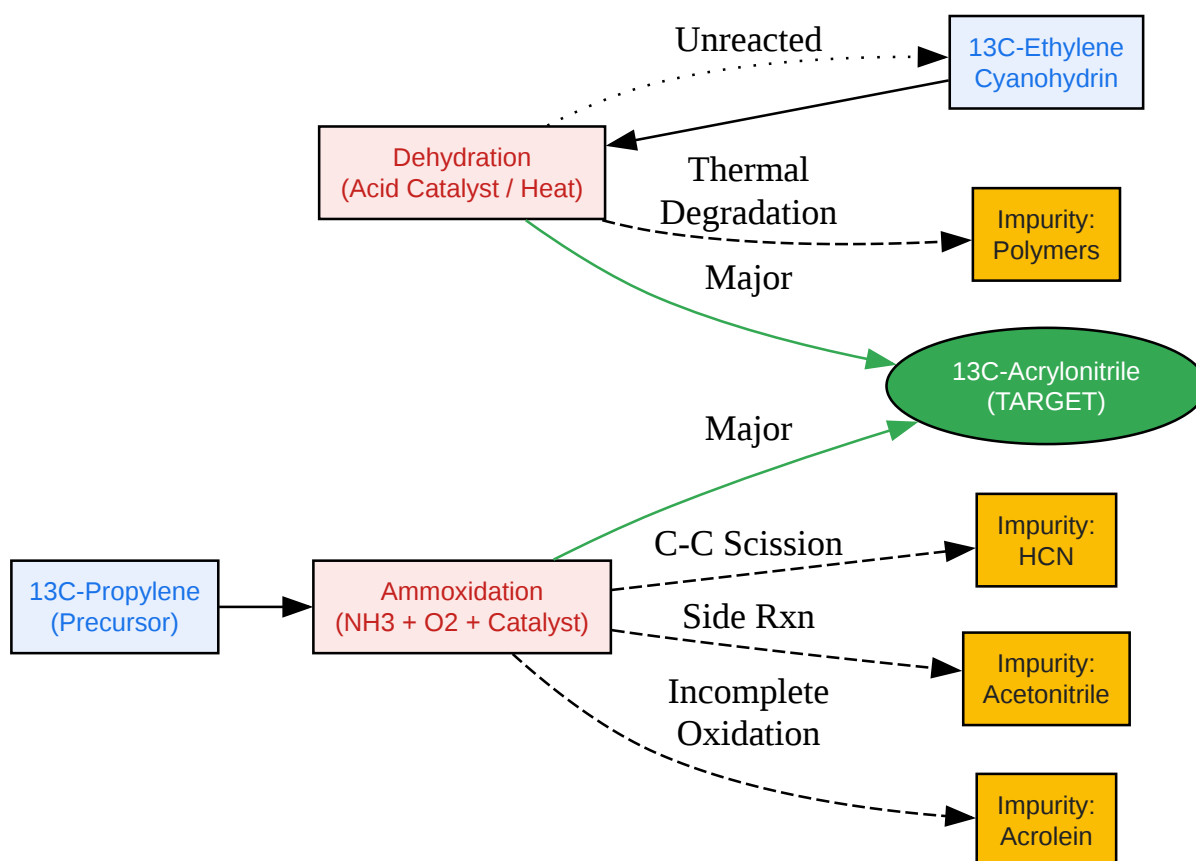 Unreacted
13C-Ethylene
Cyanohydrin
Dehydration
(Acid Catalyst / Heat)
Thermal
Degradation
Impurity:
Polymers
Major
13C-Acrylonitrile
(TARGET)
Major
C-C Scission
Impurity:
HCN
13C-Propylene
(Precursor)
Ammoxidation
(NH3 + O2 + Catalyst)
Side Rxn
Impurity:
Acetonitrile
Incomplete
Oxidation
Impurity:
Acrolein